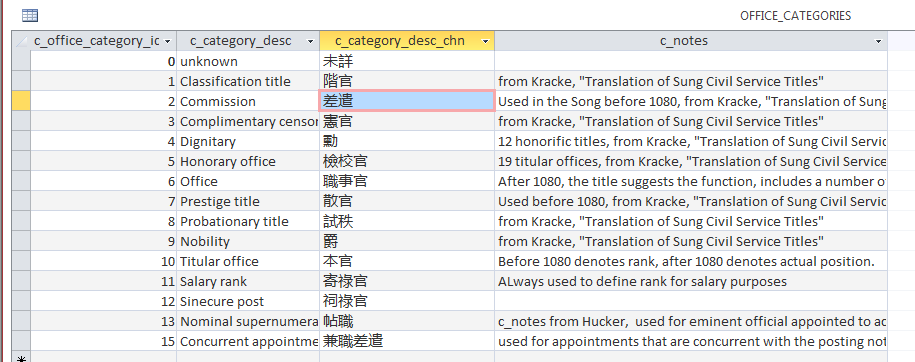 OFFICE_CATEGORIES
c_office_category_ic c_category_desc c_category_desc_chn c_notes
0 unknown 未詳
1 Classification title 階官 from Kracke, "Translation of Sung Civil Service Titles"
2 Commission 差遣 Used in the Song before 1080, from Kracke, "Translation of Sung
3 Complimentary censor 憲官 from Kracke, "Translation of Sung Civil Service Titles"
4 Dignitary 勳 12 honorific titles, from Kracke, "Translation of Sung Civil Servic
5 Honorary office 檢校官 19 titular offices, from Kracke, "Translation of Sung Civil Service
6 Office 職事官 After 1080, the title suggests the function, includes a number o
7 Prestige title 散官 Used before 1080, from Kracke, "Translation of Sung Civil Service
8 Probationary title 試秩 from Kracke, "Translation of Sung Civil Service Titles"
9 Nobility 爵 from Kracke, "Translation of Sung Civil Service Titles"
10 Titular office 本官 Before 1080 denotes rank, after 1080 denotes actual position.
11 Salary rank 寄祿官 ALways used to define rank for salary purposes
12 Sinecure post 祠祿官
13 Nominal supernumera 帖職 c_notes from Hucker, used for eminent official appointed to ac
15 Concurrent appointme 兼職差遣 used for appointments that are concurrent with the posting not